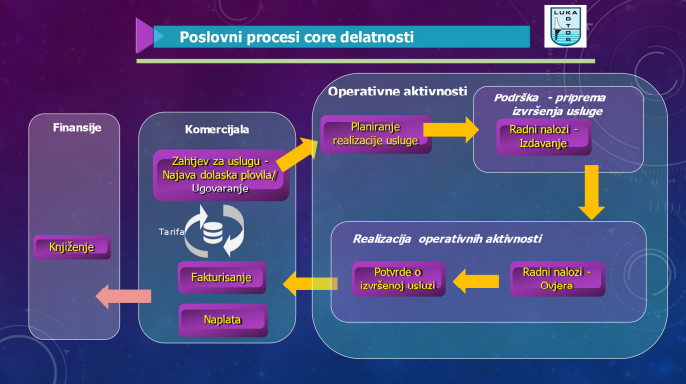 Poslovni procesi core delatnosti
LUKA
KOTOR
Finansije
Knjiženje
Komercijala
Zahtjev za uslugu -
Najava dolaska plovila/
Ugovaranje
Tarifa
Fakturisanje
Naplata
Operativne aktivnosti
Planiranje
realizacije usluge
Podrška - priprema
izvršenja usluge
Radni nalozi -
Izdavanje
Realizacija operativnih aktivnosti
Potvrde o
izvršenoj usluzi
Radni nalozi -
Ovjera